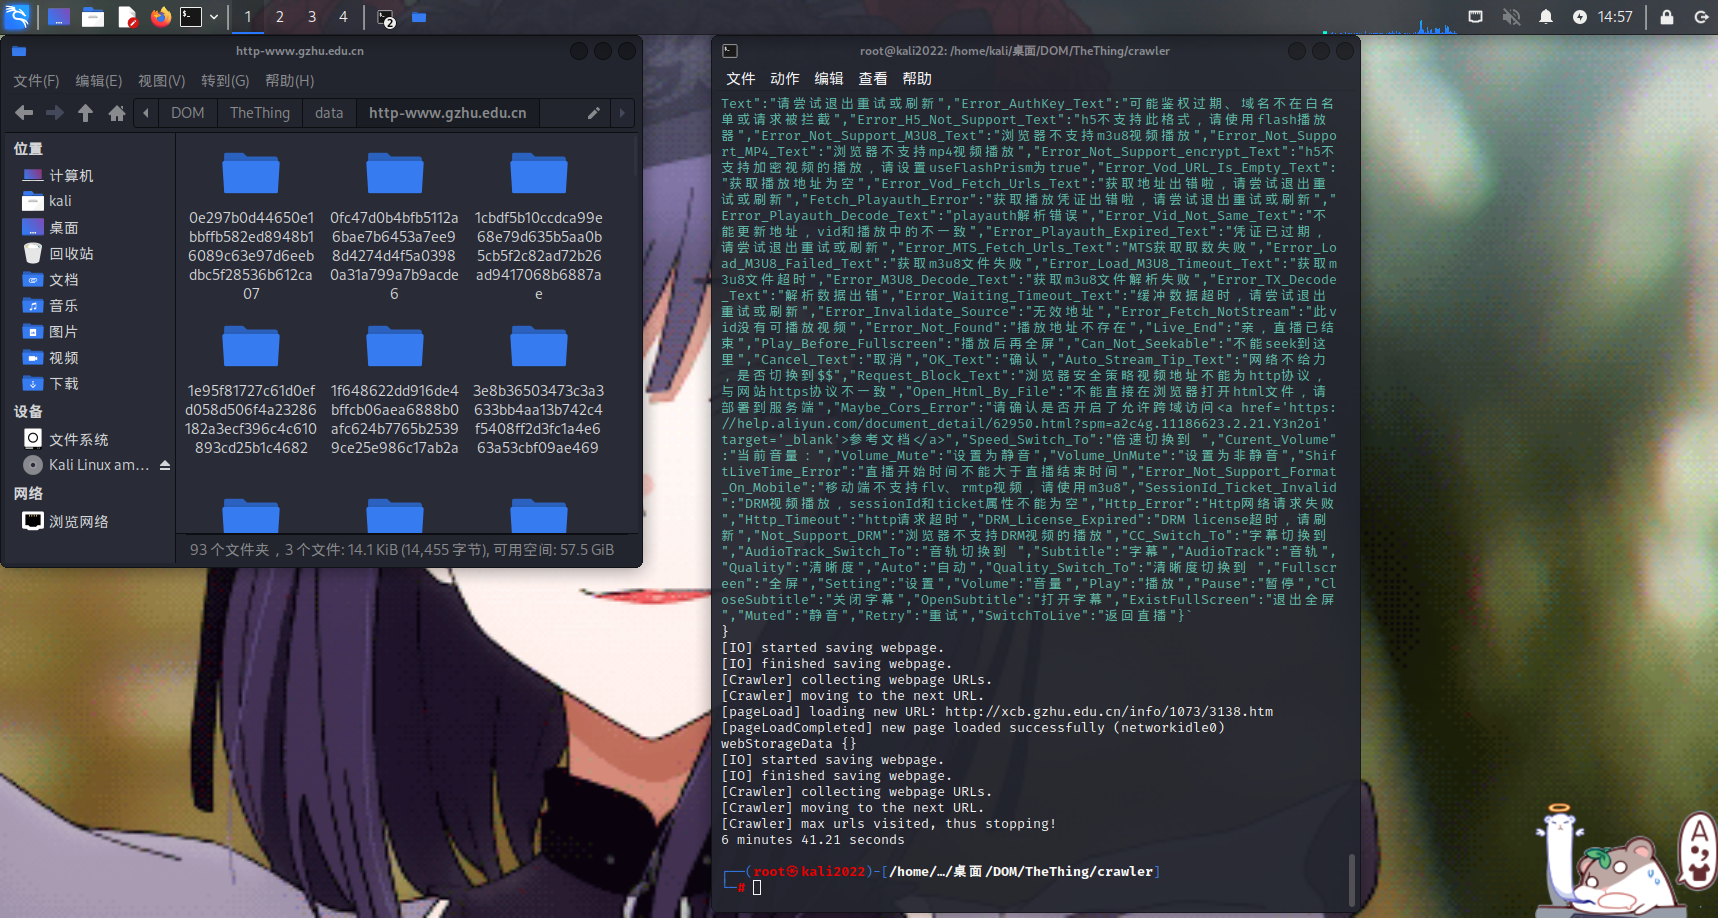 1 2 3 4
2
14:57
http-www.gzhu.edu.cn
文件(F) 编辑(E) 视图(V) 转到(G) 帮助(H)
DOM TheThing data http-www.gzhu.edu.cn
位置
计算机
kali
桌面
回收站
文档
音乐
图片
视频
下载
设备
文件系统
Kali Linux am...
网络
浏览网络
0e297b0d44650e1
bbffb582ed8948b1
6089c63e97d6eeb
dbc5f28536b612ca
07
0fc47d0b4bfb5112a
6bae7b6453a7ee9
8d4274d4f5a0398
0a31a799a7b9acde
6
1cbdf5b10ccdca99e
68e79d635b5aa0b
5cb5f2c82ad72b26
ad9417068b6887a
e
1e95f81727c61d0ef
d058d506f4a23286
182a3ecf396c4c610
893cd25b1c4682
1f648622dd916de4
bffcb06aea6888b0
afc624b7765b2539
9ce25e986c17ab2a
3e8b36503473c3a3
633bb4aa13b742c4
f5408ff2d3fc1a4e6
63a53cbf09ae469
93 个文件夹，3 个文件: 14.1 KiB (14,455 字节), 可用空间: 57.5 GiB
root@kali2022: /home/kali/桌面/DOM/TheThing/crawler
文件 动作 编辑 查看 帮助
Text":"请尝试退出重试或刷新","Error_AuthKey_Text":"可能鉴权过期、域名不在白名
单或请求被拦截","Error_H5_Not_Support_Text":"h5不支持此格式，请使用flash播放
器","Error_Not_Support_M3U8_Text":"浏览器不支持m3u8视频播放","Error_Not_Suppo
rt_MP4_Text":"浏览器不支持mp4视频播放","Error_Not_Support_encrypt_Text":"h5不
支持加密视频的播放，请设置useFlashPrism为true","Error_Vod_URL_Is_Empty_Text":
"获取播放地址为空","Error_Vod_Fetch_Urls_Text":"获取地址出错啦，请尝试退出重
试或刷新","Fetch_Playauth_Error":"获取播放凭证出错啦，请尝试退出重试或刷新","
Error_Playauth_Decode_Text":"playauth解析错误","Error_Vid_Not_Same_Text":"不
能更新地址，vid和播放中的不一致","Error_Playauth_Expired_Text":"凭证已过期，
请尝试退出重试或刷新","Error_MTS_Fetch_Urls_Text":"MTS获取取数失败","Error_Lo
ad_M3U8_Failed_Text":"获取m3u8文件失败","Error_Load_M3U8_Timeout_Text":"获取m
3u8文件超时","Error_M3U8_Decode_Text":"获取m3u8文件解析失败","Error_TX_Decode
_Text":"解析数据出错","Error_Waiting_Timeout_Text":"缓冲数据超时，请尝试退出
重试或刷新","Error_Invalidate_Source":"无效地址","Error_Fetch_NotStream":"此v
id没有可播放视频","Error_Not_Found":"播放地址不存在","Live_End":"亲，直播已结
束","Play_Before_Fullscreen":"播放后再全屏","Can_Not_Seekable":"不能seek到这
里","Cancel_Text":"取消","OK_Text":"确认","Auto_Stream_Tip_Text":"网络不给力
，是否切换到$$","Request_Block_Text":"浏览器安全策略视频地址不能为http协议，
与网站https协议不一致","Open_Html_By_File":"不能直接在浏览器打开html文件，请
部署到服务端","Maybe_Cors_Error":"请确认是否开启了允许跨域访问<a href='https:
//help.aliyun.com/document_detail/62950.html?spm=a2c4g.11186623.2.21.Y3n2oi'
target='_blank'>参考文档</a>","Speed_Switch_To":"倍速切换到 ","Curent_Volume"
:"当前音量：","Volume_Mute":"设置为静音","Volume_UnMute":"设置为非静音","Shif
tLiveTime_Error":"直播开始时间不能大于直播结束时间","Error_Not_Support_Format
_On_Mobile":"移动端不支持flv、rmtp视频，请使用m3u8","SessionId_Ticket_Invalid
":"DRM视频播放，sessionId和ticket属性不能为空","Http_Error":"Http网络请求失败
","Http_Timeout":"http请求超时","DRM_License_Expired":"DRM license超时，请刷
新","Not_Support_DRM":"浏览器不支持DRM视频的播放","CC_Switch_To":"字幕切换到
","AudioTrack_Switch_To":"音轨切换到 ","Subtitle":"字幕","AudioTrack":"音轨",
"Quality":"清晰度","Auto":"自动","Quality_Switch_To":"清晰度切换到 ","Fullscr
een":"全屏","Setting":"设置","Volume":"音量","Play":"播放","Pause":"暂停","Cl
oseSubtitle":"关闭字幕","OpenSubtitle":"打开字幕","ExistFullScreen":"退出全屏
","Muted":"静音","Retry":"重试","SwitchToLive":"返回直播"}`
}
[IO] started saving webpage.
[IO] finished saving webpage.
[Crawler] collecting webpage URLs.
[Crawler] moving to the next URL.
[pageLoad] loading new URL: http://xcb.gzhu.edu.cn/info/1073/3138.htm
[pageLoadCompleted] new page loaded successfully (networkidle0)
webStorageData {}
[IO] started saving webpage.
[IO] finished saving webpage.
[Crawler] collecting webpage URLs.
[Crawler] moving to the next URL.
[Crawler] max urls visited, thus stopping!
6 minutes 41.21 seconds
┌──(root㉿kali2022)-[/home/…/桌面/DOM/TheThing/crawler]
└─#
A